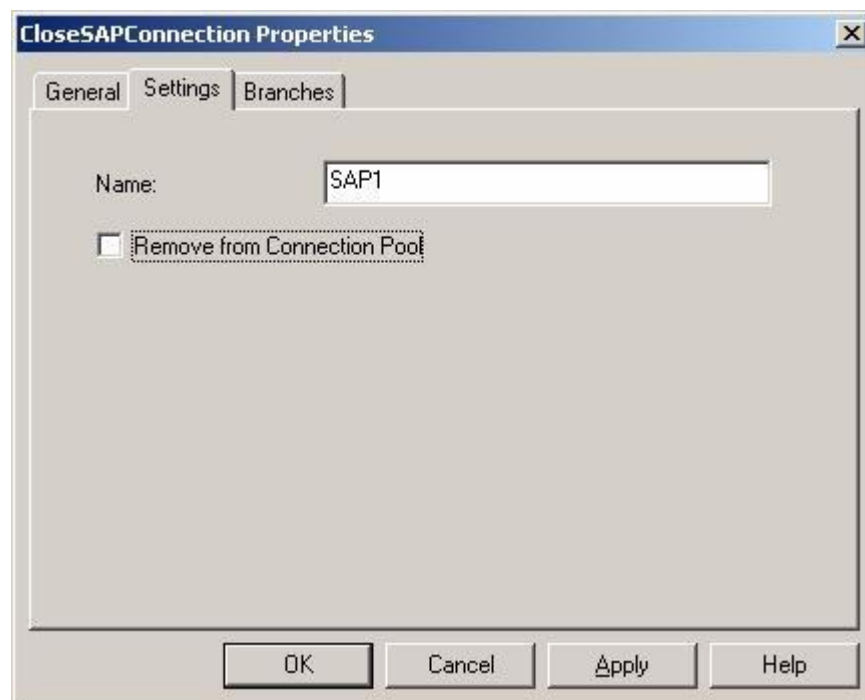 CloseSAPConnection Properties
General Settings Branches
Name: SAP1
Remove from Connection Pool
OK Cancel Apply Help